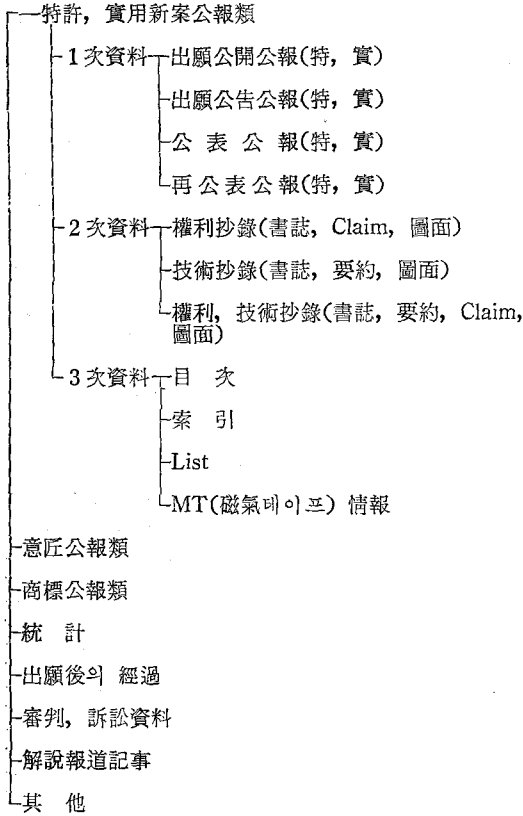 特許, 實用新案公報類
1次資料 出願公開公報(特, 實)
出願公告公報(特, 實)
公表公報(特, 實)
再公表公報(特, 實)
2次資料 權利抄錄(書誌, Claim, 圖面)
技術抄錄(書誌, 要約, 圖面)
權利, 技術抄錄(書誌, 要約, Claim,
圖面)
3次資料 目 次
索 引
List
MT(磁氣테이프) 情報
意匠公報類
商標公報類
統 計
出願後의 經過
審判, 訴訟資料
解說報道記事
其 他